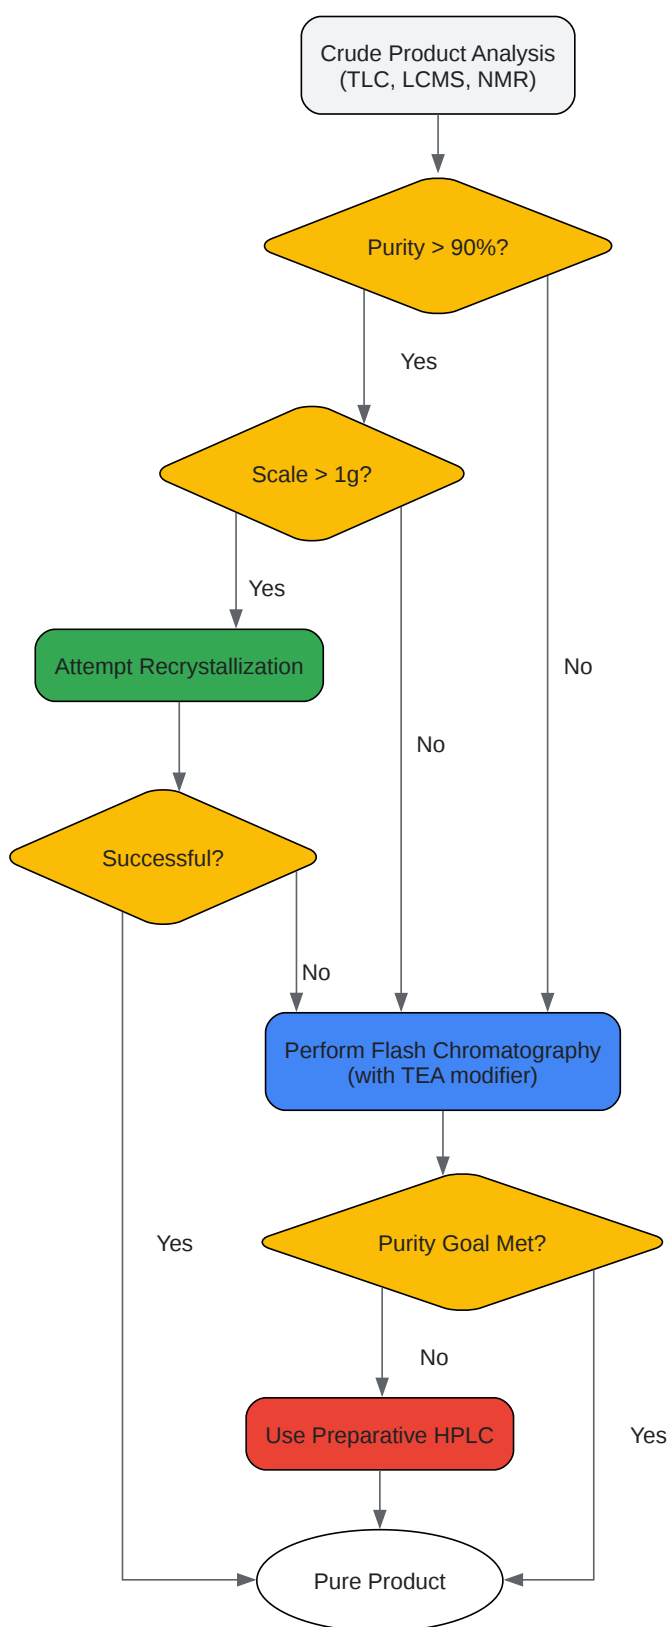 Crude Product Analysis
(TLC, LCMS, NMR)
Purity > 90%?
Yes
Scale > 1g?
Yes
Attempt Recrystallization
No
No
Successful?
No
Perform Flash Chromatography
(with TEA modifier)
Yes
Purity Goal Met?
No
Use Preparative HPLC
Yes
Pure Product